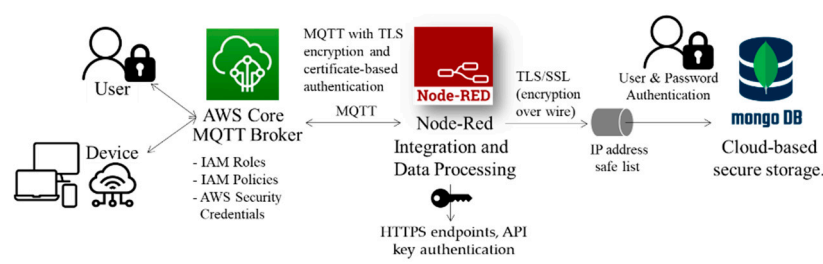 User
Device
AWS Core
MQTT Broker
- IAM Roles
- IAM Policies
- AWS Security
Credentials
MQTT with TLS
encryption and
certificate-based
authentication
MQTT
Node-RED
Node-Red
Integration and
Data Processing
HTTPS endpoints, API
key authentication
TLS/SSL
(encryption
over wire)
IP address
safe list
User & Password
Authentication
mongo DB
Cloud-based
secure storage.